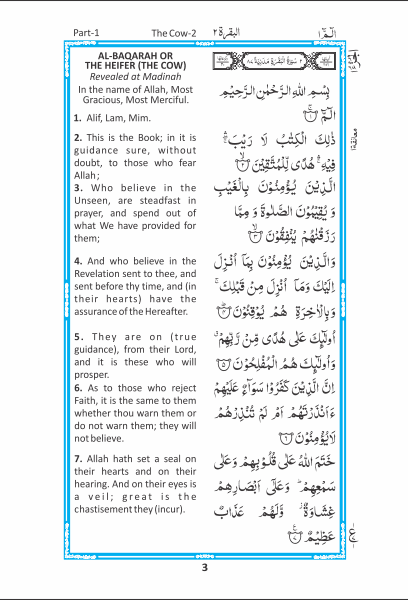 Part-1
The Cow-2
البقرة ٢
الٓمّٓ ١
AL-BAQARAH OR
THE HEIFER (THE COW)
Revealed at Madinah
In the name of Allah, Most
Gracious, Most Merciful.
1. Alif, Lam, Mim.
2. This is the Book; in it is
guidance sure, without
doubt, to those who fear
Allah;
3. Who believe in the
Unseen, are steadfast in
prayer, and spend out of
what We have provided for
them;
4. And who believe in the
Revelation sent to thee, and
sent before thy time, and (in
their hearts) have the
assurance of the Hereafter.
5. They are on (true
guidance), from their Lord,
and it is these who will
prosper.
6. As to those who reject
Faith, it is the same to them
whether thou warn them or
do not warn them; they will
not believe.
7. Allah hath set a seal on
their hearts and on their
hearing. And on their eyes is
a veil; great is the
chastisement they (incur).
٢ سُوْرَةُ الْبَقَرَةِ مَدَنِيَّةٌ ٨٧
بِسْمِ اللهِ الرَّحْمٰنِ الرَّحِيْمِ
الٓمّٓ ۚ﴿١﴾
ذٰلِكَ الْكِتٰبُ لَا رَيْبَ ۛۖ
فِيْهِ ۛۚ هُدًى لِّلْمُتَّقِيْنَ ۙ﴿٢﴾
الَّذِيْنَ يُؤْمِنُوْنَ بِالْغَيْبِ
وَ يُقِيْمُوْنَ الصَّلٰوةَ وَ مِمَّا
رَزَقْنٰهُمْ يُنْفِقُوْنَ ۙ﴿٣﴾
وَالَّذِيْنَ يُؤْمِنُوْنَ بِمَاۤ اُنْزِلَ
اِلَيْكَ وَمَاۤ اُنْزِلَ مِنْ قَبْلِكَ ۚ
وَبِالْاٰخِرَةِ هُمْ يُوْقِنُوْنَ ؕ﴿٤﴾
اُولٰٓئِكَ عَلٰى هُدًى مِّنْ رَّبِّهِمْ ۗ
وَاُولٰٓئِكَ هُمُ الْمُفْلِحُوْنَ ﴿٥﴾
اِنَّ الَّذِيْنَ كَفَرُوْا سَوَآءٌ عَلَيْهِمْ
ءَاَنْذَرْتَهُمْ اَمْ لَمْ تُنْذِرْهُمْ
لَا يُؤْمِنُوْنَ ﴿٦﴾
خَتَمَ اللهُ عَلٰى قُلُوْبِهِمْ وَعَلٰى
سَمْعِهِمْ ؕ وَعَلٰۤى اَبْصَارِهِمْ
غِشَاوَةٌ ۫ وَّلَهُمْ عَذَابٌ
عَظِيْمٌ ﴿٧﴾
3